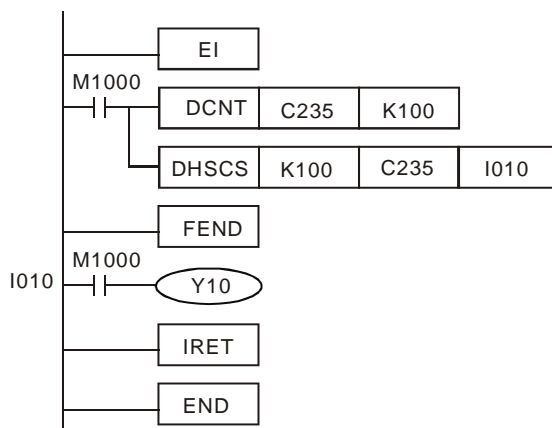 EI
M1000
DCNT C235 K100
DHSCS K100 C235 I010
FEND
M1000
I010 Y10
IRET
END